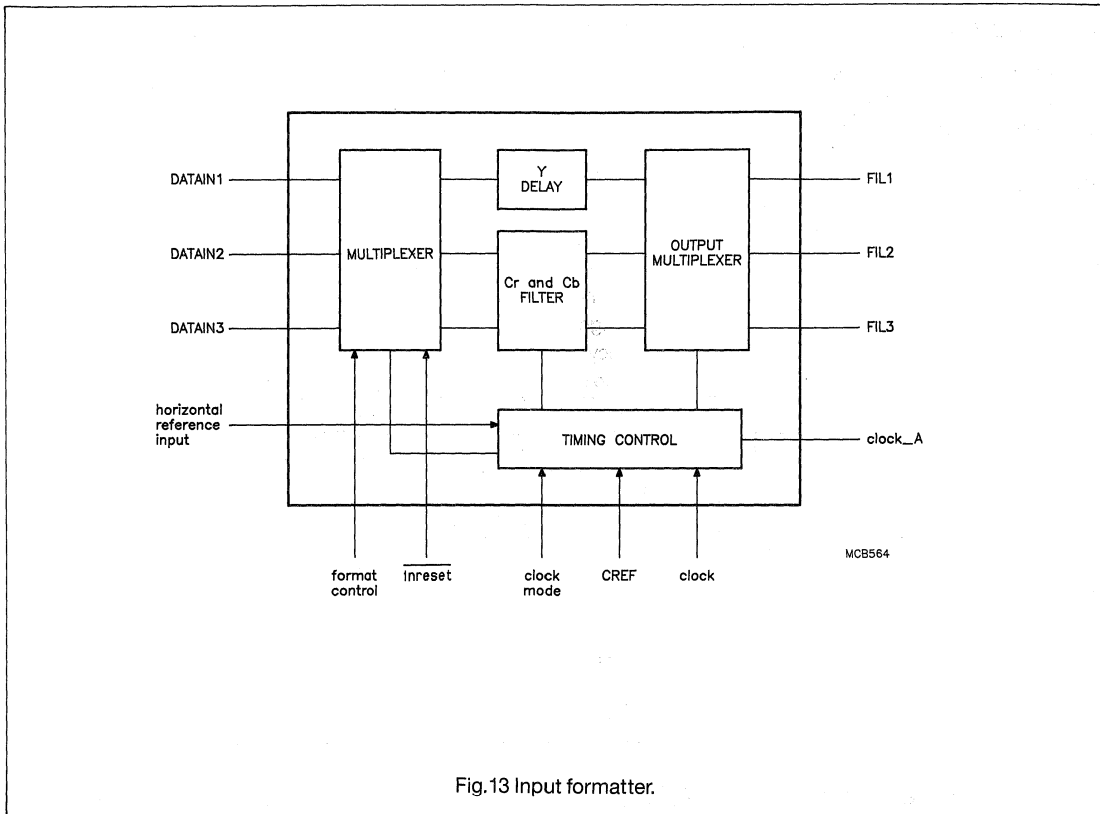 DATAIN1
DATAIN2
DATAIN3
MULTIPLEXER
Y
DELAY
Cr and Cb
FILTER
OUTPUT
MULTIPLEXER
FIL1
FIL2
FIL3
horizontal
reference
input
TIMING CONTROL
clock_A
format
control
inreset
clock
mode
CREF
clock
MCB564
Fig.13 Input formatter.